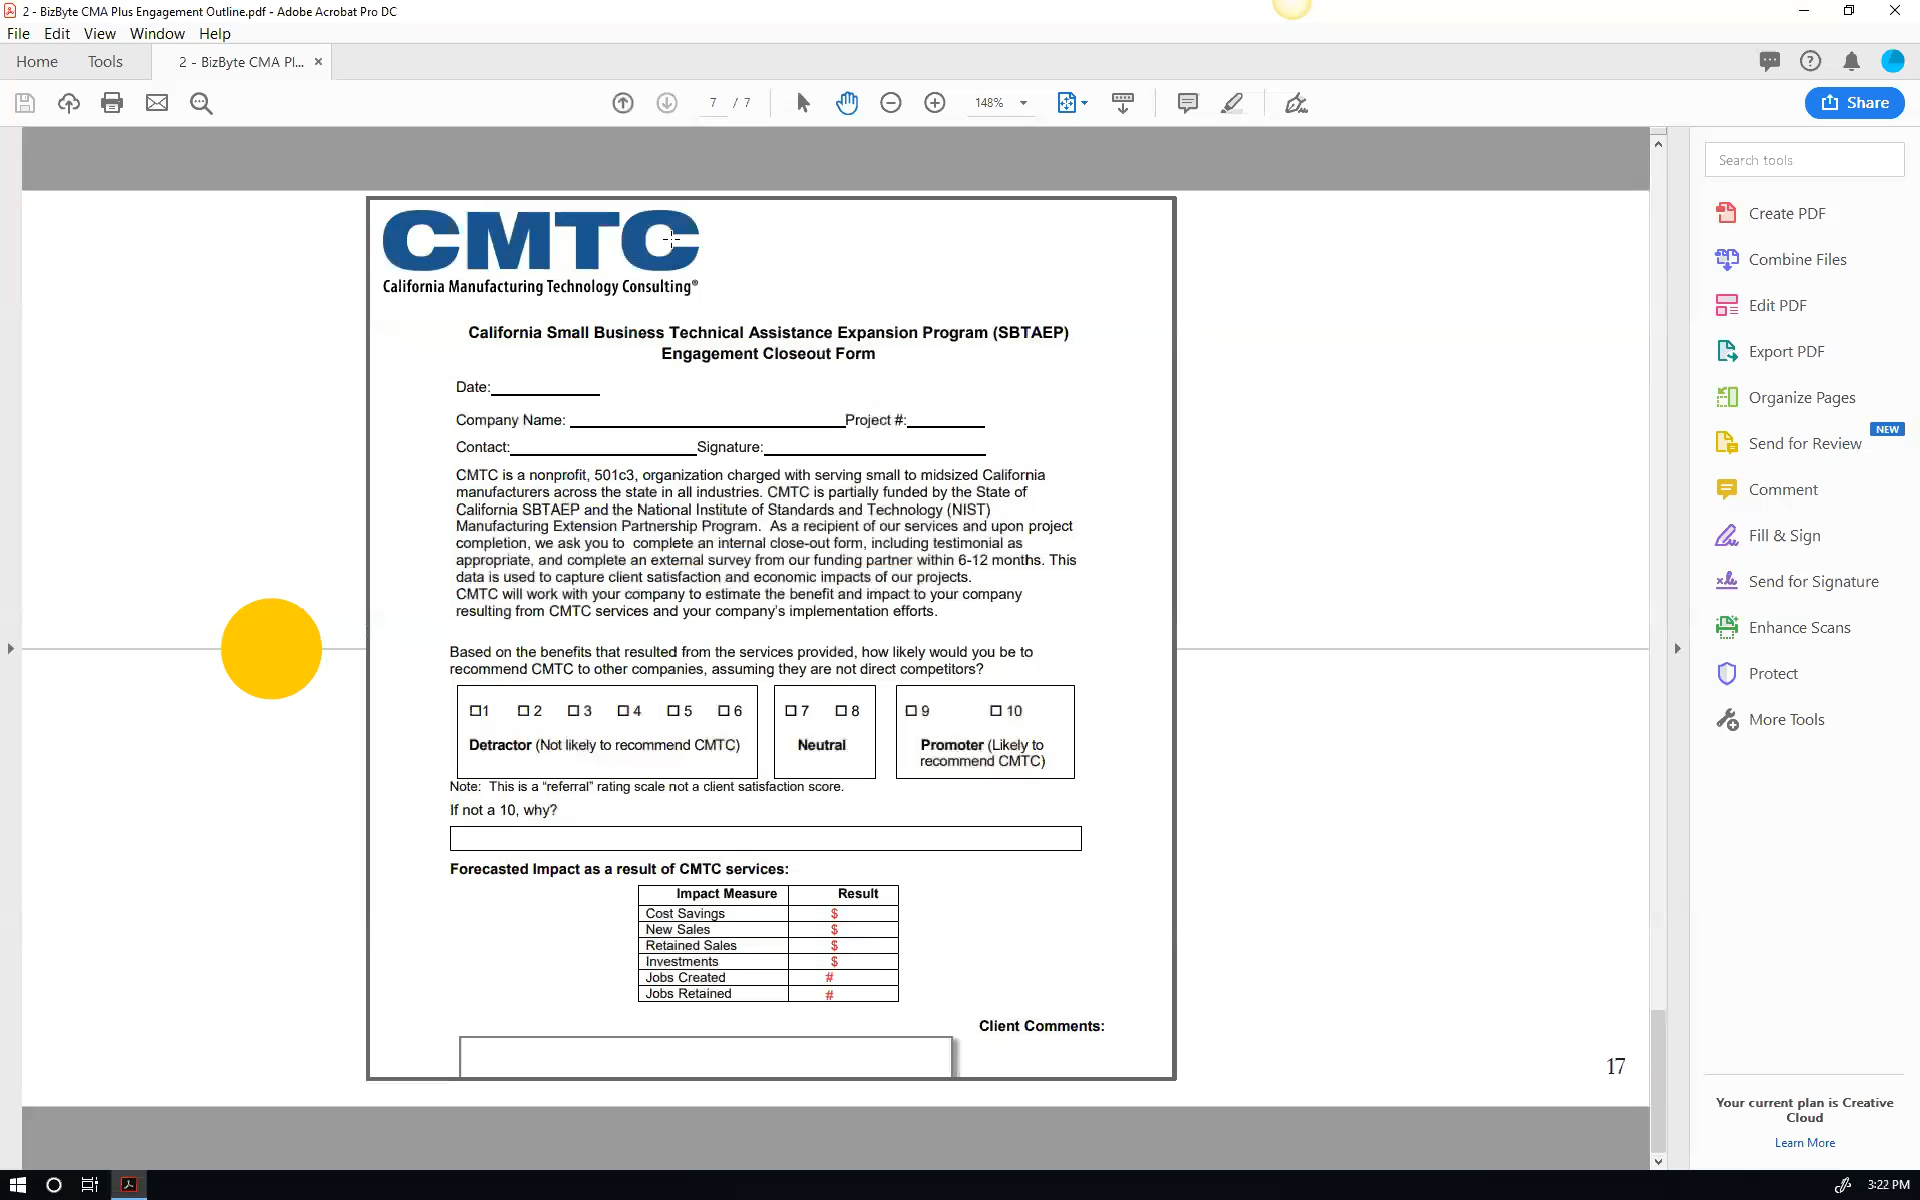 2 - BizByte CMA Plus Engagement Outline.pdf - Adobe Acrobat Pro DC
File Edit View Window Help
Home Tools 2 - BizByte CMA Pl... ×
7 / 7 148% Share
Search tools
Create PDF
Combine Files
Edit PDF
Export PDF
Organize Pages
Send for Review NEW
Comment
Fill & Sign
Send for Signature
Enhance Scans
Protect
More Tools
Your current plan is Creative
Cloud
Learn More
CMTC
California Manufacturing Technology Consulting®
California Small Business Technical Assistance Expansion Program (SBTAEP)
Engagement Closeout Form
Date:
Company Name: Project #:
Contact: Signature:
CMTC is a nonprofit, 501c3, organization charged with serving small to midsized California
manufacturers across the state in all industries. CMTC is partially funded by the State of
California SBTAEP and the National Institute of Standards and Technology (NIST)
Manufacturing Extension Partnership Program. As a recipient of our services and upon project
completion, we ask you to complete an internal close-out form, including testimonial as
appropriate, and complete an external survey from our funding partner within 6-12 months. This
data is used to capture client satisfaction and economic impacts of our projects.
CMTC will work with your company to estimate the benefit and impact to your company
resulting from CMTC services and your company's implementation efforts.
Based on the benefits that resulted from the services provided, how likely would you be to
recommend CMTC to other companies, assuming they are not direct competitors?
☐1 ☐2 ☐3 ☐4 ☐5 ☐6 ☐7 ☐8 ☐9 ☐10
Detractor (Not likely to recommend CMTC) Neutral Promoter (Likely to
recommend CMTC)
Note: This is a “referral” rating scale not a client satisfaction score.
If not a 10, why?
Forecasted Impact as a result of CMTC services:
Impact Measure Result
Cost Savings $
New Sales $
Retained Sales $
Investments $
Jobs Created #
Jobs Retained #
Client Comments:
17
3:22 PM